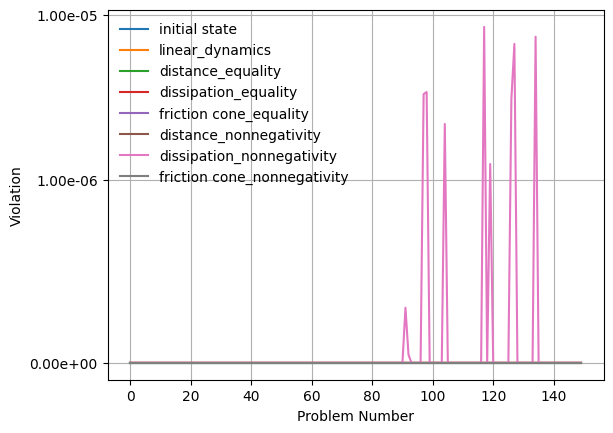 1.00e-05
initial state
linear_dynamics
distance_equality
dissipation_equality
friction cone_equality
distance_nonnegativity
dissipation_nonnegativity
friction cone_nonnegativity
1.00e-06
Violation
0.00e+00
0 20 40 60 80 100 120 140
Problem Number